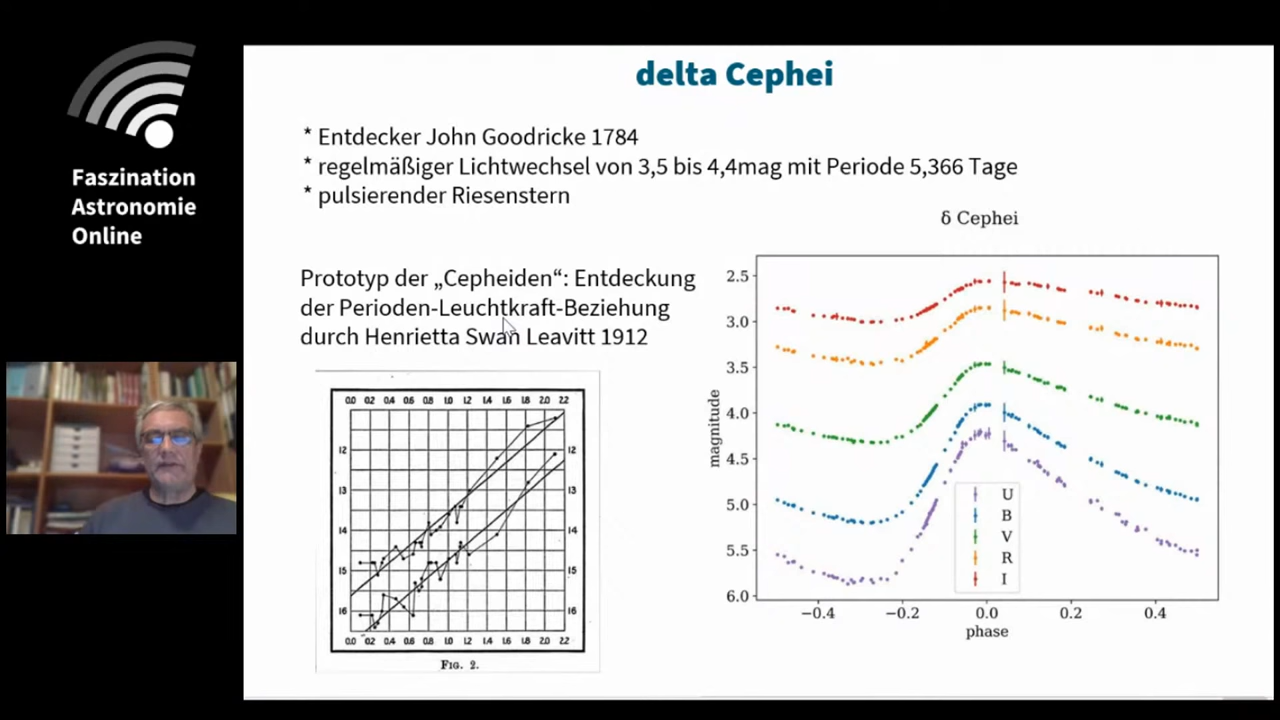 Faszination
Astronomie
Online
delta Cephei
* Entdecker John Goodricke 1784
* regelmäßiger Lichtwechsel von 3,5 bis 4,4mag mit Periode 5,366 Tage
* pulsierender Riesenstern
Prototyp der „Cepheiden“: Entdeckung
der Perioden-Leuchtkraft-Beziehung
durch Henrietta Swan Leavitt 1912
0.0 0.2 0.4 0.6 0.8 1.0 1.2 1.4 1.6 1.8 2.0 2.2
12 12
13 13
14 14
15 15
16 16
0.0 0.2 0.4 0.6 0.8 1.0 1.2 1.4 1.6 1.8 2.0 2.2
FIG. 2.
δ Cephei
magnitude
2.5
3.0
3.5
4.0
4.5
5.0
5.5
6.0
U
B
V
R
I
−0.4 −0.2 0.0 0.2 0.4
phase